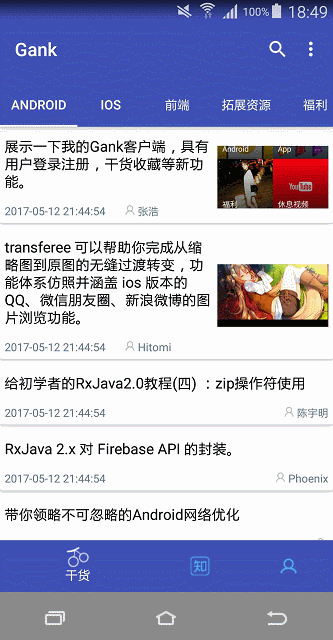 100% 18:49
Gank
ANDROID IOS 前端 拓展资源 福利
展示一下我的Gank客户端，具有
用户登录注册，干货收藏等新功
能。
Android App
YouTube
福利 休息视频
2017-05-12 21:44:54 张浩
transferee 可以帮助你完成从缩
略图到原图的无缝过渡转变，功
能体系仿照并涵盖 ios 版本的
QQ、微信朋友圈、新浪微博的图
片浏览功能。
2017-05-12 21:44:54 Hitomi
给初学者的RxJava2.0教程(四) ：zip操作符使用
2017-05-12 21:44:54 陈宇明
RxJava 2.x 对 Firebase API 的封装。
2017-05-12 21:44:54 Phoenix
带你领略不可忽略的Android网络优化
干货
知